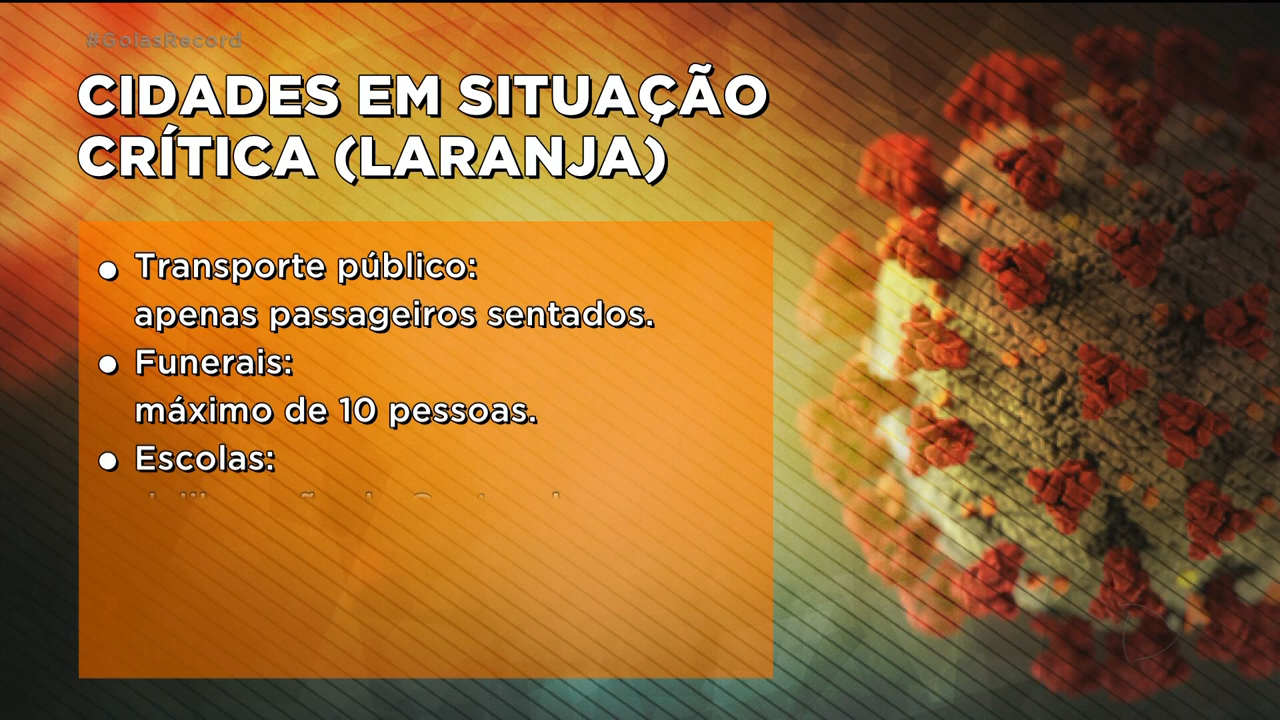 #GoiasRecord
CIDADES EM SITUAÇÃO
CRÍTICA (LARANJA)
● Transporte público:
apenas passageiros sentados.
● Funerais:
máximo de 10 pessoas.
● Escolas: